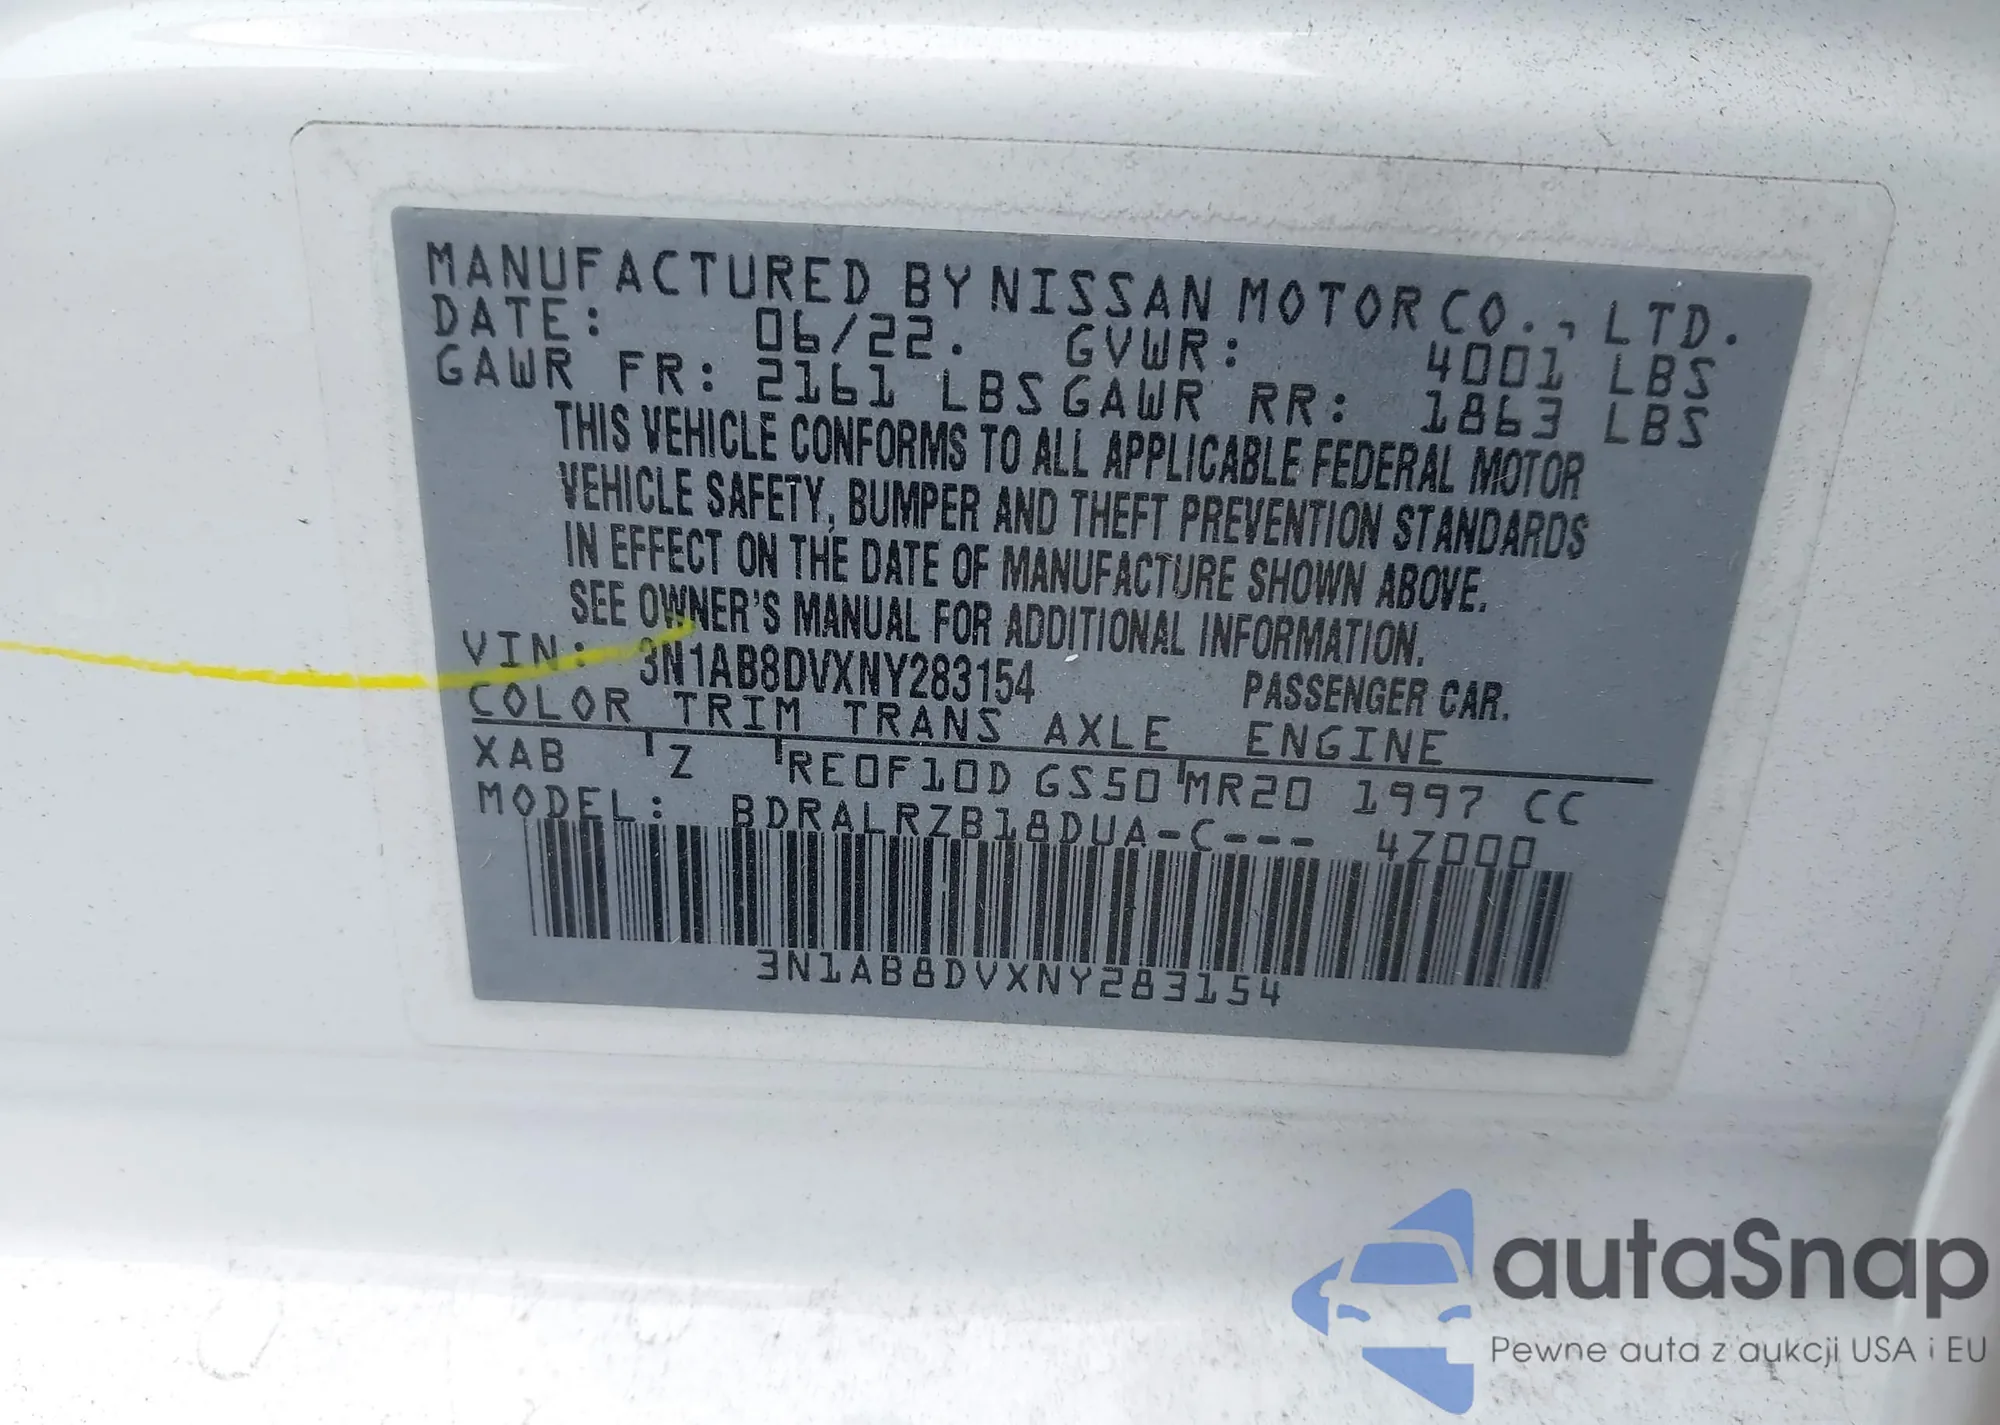 MANUFACTURED BY NISSAN MOTOR CO., LTD.
DATE: 06/22. GVWR: 4001 LBS
GAWR FR: 2161 LBS GAWR RR: 1863 LBS
THIS VEHICLE CONFORMS TO ALL APPLICABLE FEDERAL MOTOR
VEHICLE SAFETY, BUMPER AND THEFT PREVENTION STANDARDS
IN EFFECT ON THE DATE OF MANUFACTURE SHOWN ABOVE.
SEE OWNER'S MANUAL FOR ADDITIONAL INFORMATION.
VIN: 3N1AB8DVXNY283154 PASSENGER CAR.
COLOR TRIM TRANS AXLE ENGINE
XAB Z RE0F10D GS50 MR20 1997 CC
MODEL: BDRALRZB18DUA-C--- 4Z000
3N1AB8DVXNY283154
autaSnap
Pewne auta z aukcji USA i EU